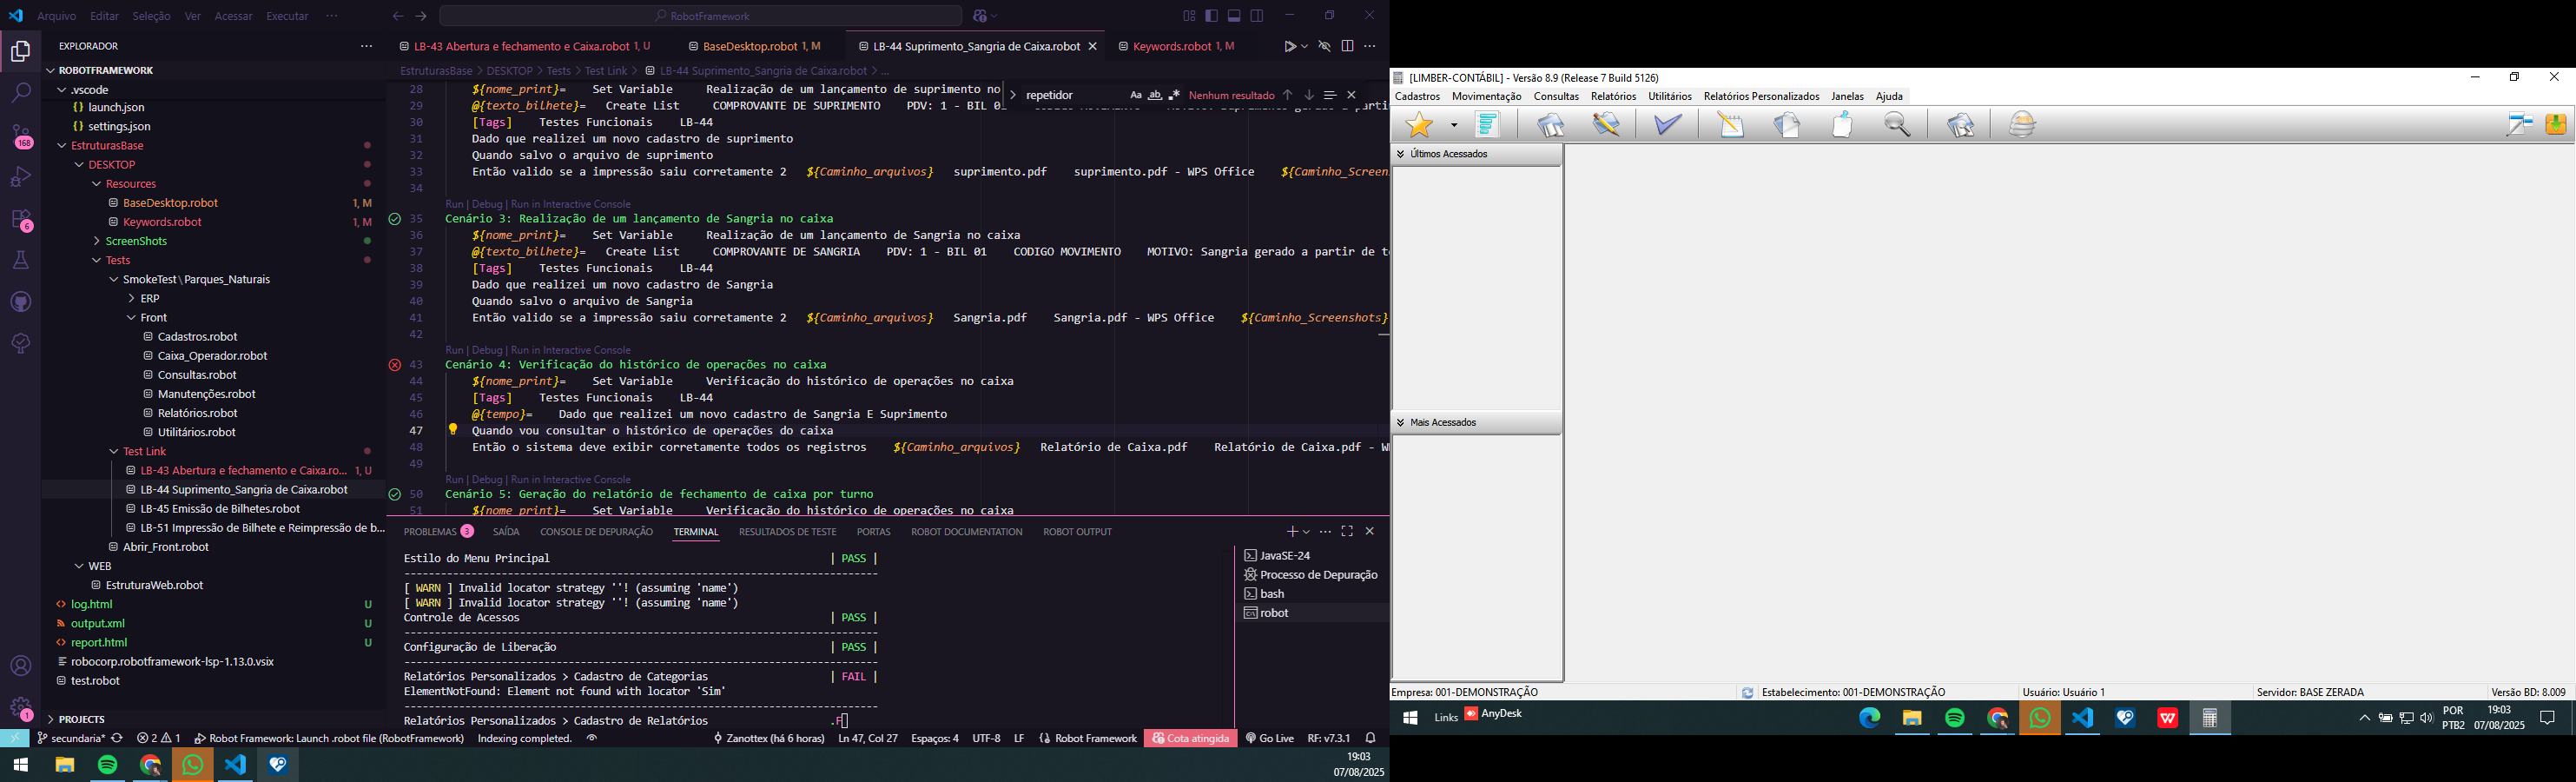 Arquivo Editar Seleção Ver Acessar Executar ···
RobotFramework
EXPLORADOR ···
ROBOTFRAMEWORK
.vscode
launch.json
settings.json
EstruturasBase
DESKTOP
Resources
BaseDesktop.robot 1, M
Keywords.robot 1, M
ScreenShots
Tests
SmokeTest\Parques_Naturais
ERP
Front
Cadastros.robot
Caixa_Operador.robot
Consultas.robot
Manutenções.robot
Relatórios.robot
Utilitários.robot
Test Link
LB-43 Abertura e fechamento e Caixa.ro... 1, U
LB-44 Suprimento_Sangria de Caixa.robot
LB-45 Emissão de Bilhetes.robot
LB-51 Impressão de Bilhete e Reimpressão de b...
Abrir_Front.robot
WEB
EstruturaWeb.robot
log.html U
output.xml U
report.html U
robocorp.robotframework-lsp-1.13.0.vsix
test.robot
PROJECTS
168
6
1
LB-43 Abertura e fechamento e Caixa.robot 1, U
BaseDesktop.robot 1, M
LB-44 Suprimento_Sangria de Caixa.robot
Keywords.robot 1, M
EstruturasBase > DESKTOP > Tests > Test Link > LB-44 Suprimento_Sangria de Caixa.robot > ...
repetidor Aa ab .* Nenhum resultado
28 ${nome_print}= Set Variable Realização de um lançamento de suprimento no
29 @{texto_bilhete}= Create List COMPROVANTE DE SUPRIMENTO PDV: 1 - BIL 01
30 [Tags] Testes Funcionais LB-44
31 Dado que realizei um novo cadastro de suprimento
32 Quando salvo o arquivo de suprimento
33 Então valido se a impressão saiu corretamente 2 ${Caminho_arquivos} suprimento.pdf suprimento.pdf - WPS Office ${Caminho_Screen
34
Run | Debug | Run in Interactive Console
35 Cenário 3: Realização de um lançamento de Sangria no caixa
36 ${nome_print}= Set Variable Realização de um lançamento de Sangria no caixa
37 @{texto_bilhete}= Create List COMPROVANTE DE SANGRIA PDV: 1 - BIL 01 CODIGO MOVIMENTO MOTIVO: Sangria gerado a partir de te
38 [Tags] Testes Funcionais LB-44
39 Dado que realizei um novo cadastro de Sangria
40 Quando salvo o arquivo de Sangria
41 Então valido se a impressão saiu corretamente 2 ${Caminho_arquivos} Sangria.pdf Sangria.pdf - WPS Office ${Caminho_Screenshots}
42
Run | Debug | Run in Interactive Console
43 Cenário 4: Verificação do histórico de operações no caixa
44 ${nome_print}= Set Variable Verificação do histórico de operações no caixa
45 [Tags] Testes Funcionais LB-44
46 @{tempo}= Dado que realizei um novo cadastro de Sangria E Suprimento
47 Quando vou consultar o histórico de operações do caixa
48 Então o sistema deve exibir corretamente todos os registros ${Caminho_arquivos} Relatório de Caixa.pdf Relatório de Caixa.pdf - W
49
Run | Debug | Run in Interactive Console
50 Cenário 5: Geração do relatório de fechamento de caixa por turno
51 ${nome_print}= Set Variable Verificação do histórico de operações no caixa
PROBLEMAS 3 SAÍDA CONSOLE DE DEPURAÇÃO TERMINAL RESULTADOS DE TESTE PORTAS ROBOT DOCUMENTATION ROBOT OUTPUT
Estilo do Menu Principal | PASS |
------------------------------------------------------------------------------
[ WARN ] Invalid locator strategy ''! (assuming 'name')
[ WARN ] Invalid locator strategy ''! (assuming 'name')
Controle de Acessos | PASS |
------------------------------------------------------------------------------
Configuração de Liberação | PASS |
------------------------------------------------------------------------------
Relatórios Personalizados > Cadastro de Categorias | FAIL |
ElementNotFound: Element not found with locator 'Sim'
------------------------------------------------------------------------------
Relatórios Personalizados > Cadastro de Relatórios .F
JavaSE-24
Processo de Depuração
bash
robot
secundaria* 2 1 Robot Framework: Launch .robot file (RobotFramework) Indexing completed. Zanottex (há 6 horas) Ln 47, Col 27 Espaços: 4 UTF-8 LF Robot Framework Cota atingida Go Live RF: v7.3.1
19:03
07/08/2025
[LIMBER-CONTÁBIL] - Versão 8.9 (Release 7 Build 5126)
Cadastros Movimentação Consultas Relatórios Utilitários Relatórios Personalizados Janelas Ajuda
Últimos Acessados
Mais Acessados
Empresa: 001-DEMONSTRAÇÃO Estabelecimento: 001-DEMONSTRAÇÃO Usuário: Usuário 1 Servidor: BASE ZERADA Versão BD: 8.009
Links AnyDesk
POR
PTB2
19:03
07/08/2025